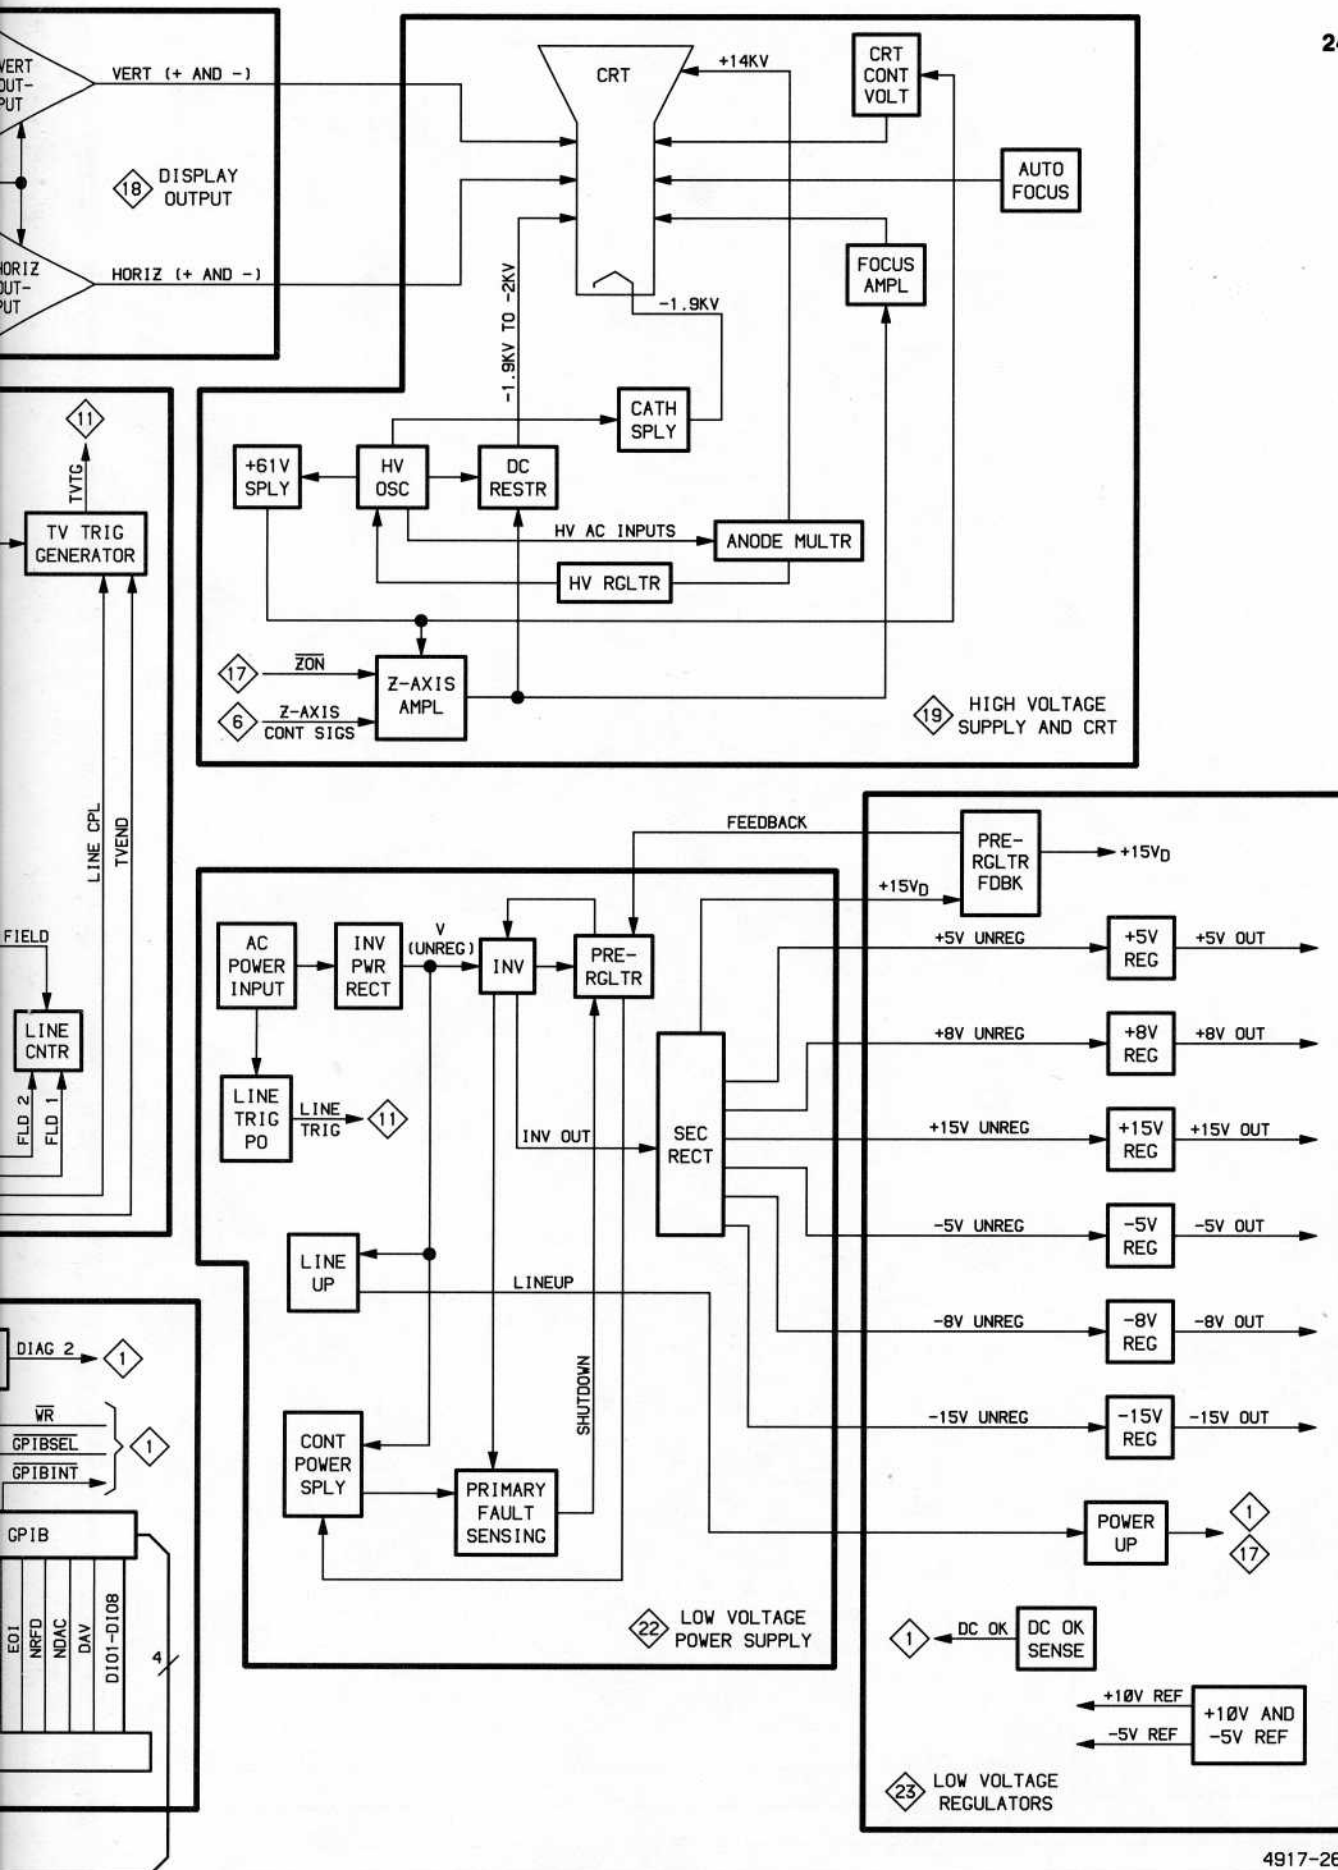 24
VERT
OUT-
PUT
VERT (+ AND -)
18
DISPLAY
OUTPUT
HORIZ
OUT-
PUT
HORIZ (+ AND -)
CRT
+14KV
CRT
CONT
VOLT
AUTO
FOCUS
FOCUS
AMPL
-1.9KV
-1.9KV TO -2KV
CATH
SPLY
+61V
SPLY
HV
OSC
DC
RESTR
HV AC INPUTS
ANODE MULTR
HV RGLTR
17
ZON
6
Z-AXIS
CONT SIGS
Z-AXIS
AMPL
19
HIGH VOLTAGE
SUPPLY AND CRT
11
TVTG
TV TRIG
GENERATOR
LINE CPL
TVEND
FIELD
LINE
CNTR
FLD 2
FLD 1
DIAG 2
1
WR
GPIBSEL
GPIBINT
1
GPIB
EOI
NRFD
NDAC
DAV
DIO1-DIO8
4
FEEDBACK
AC
POWER
INPUT
INV
PWR
RECT
V
(UNREG)
INV
PRE-
RGLTR
LINE
TRIG
PO
LINE
TRIG
11
INV OUT
SEC
RECT
LINE
UP
LINEUP
SHUTDOWN
CONT
POWER
SPLY
PRIMARY
FAULT
SENSING
22
LOW VOLTAGE
POWER SUPPLY
PRE-
RGLTR
FDBK
+15VD
+15VD
+5V UNREG
+5V
REG
+5V OUT
+8V UNREG
+8V
REG
+8V OUT
+15V UNREG
+15V
REG
+15V OUT
-5V UNREG
-5V
REG
-5V OUT
-8V UNREG
-8V
REG
-8V OUT
-15V UNREG
-15V
REG
-15V OUT
POWER
UP
1
17
1
DC OK
DC OK
SENSE
+10V REF
-5V REF
+10V AND
-5V REF
23
LOW VOLTAGE
REGULATORS
4917-26